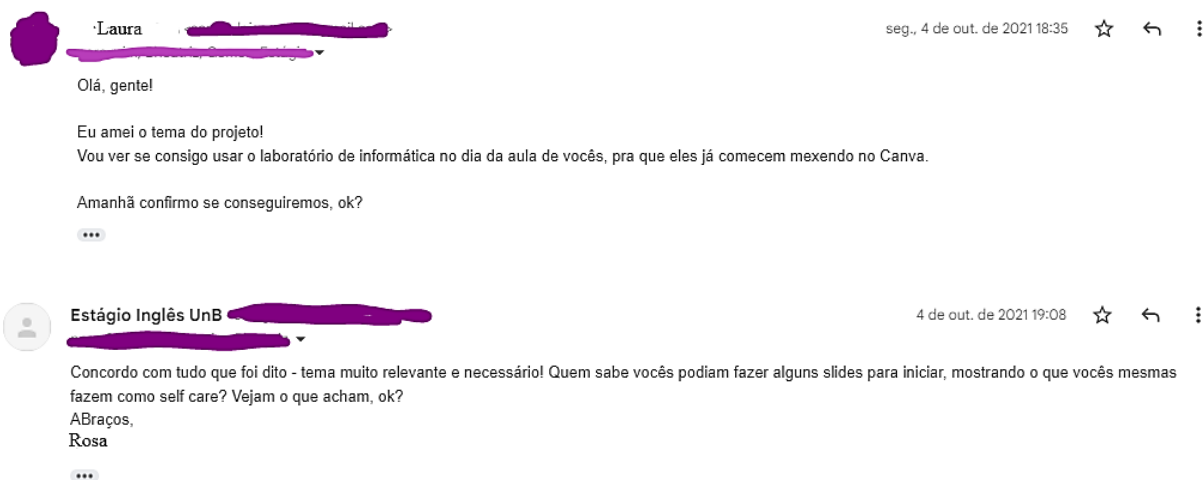 Laura
seg., 4 de out. de 2021 18:35
Olá, gente!
Eu amei o tema do projeto!
Vou ver se consigo usar o laboratório de informática no dia da aula de vocês, pra que eles já comecem mexendo no Canva.
Amanhã confirmo se conseguiremos, ok?
Estágio Inglês UnB
4 de out. de 2021 19:08
Concordo com tudo que foi dito - tema muito relevante e necessário! Quem sabe vocês podiam fazer alguns slides para iniciar, mostrando o que vocês mesmas
fazem como self care? Vejam o que acham, ok?
ABraços,
Rosa